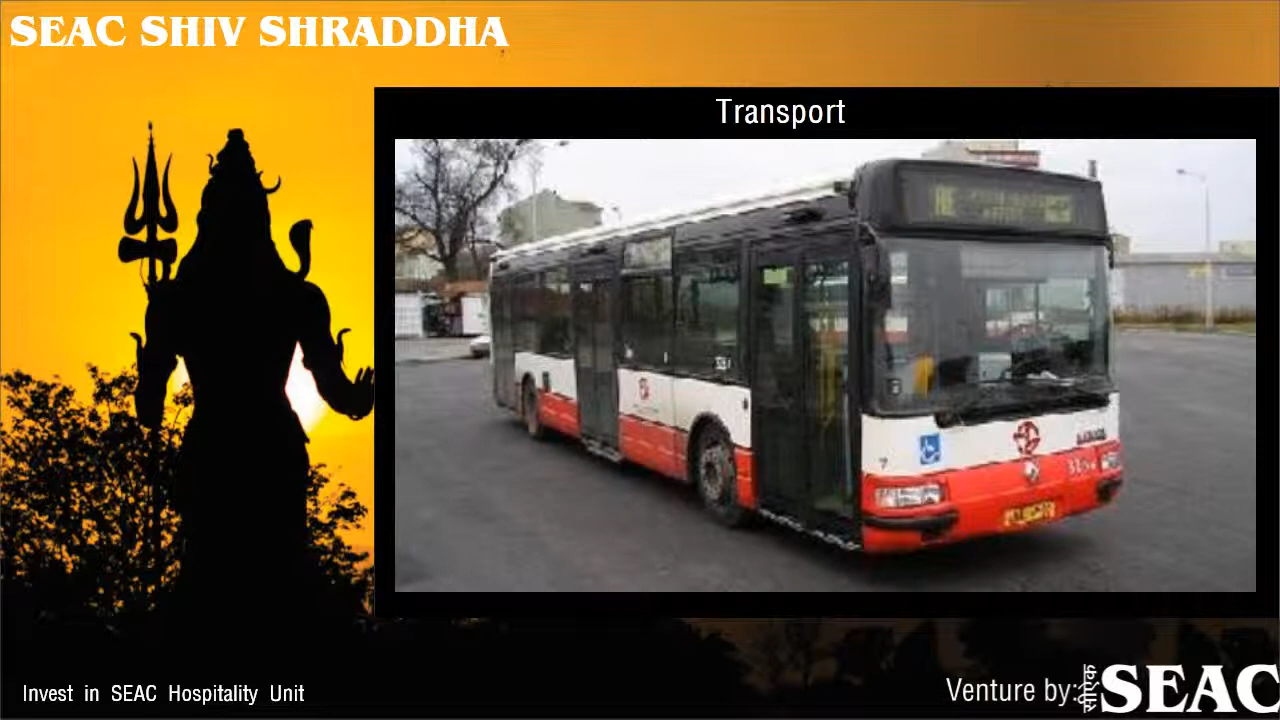 SEAC SHIV SHRADDHA
Transport
Invest in SEAC Hospitality Unit
Venture by:
SEAC